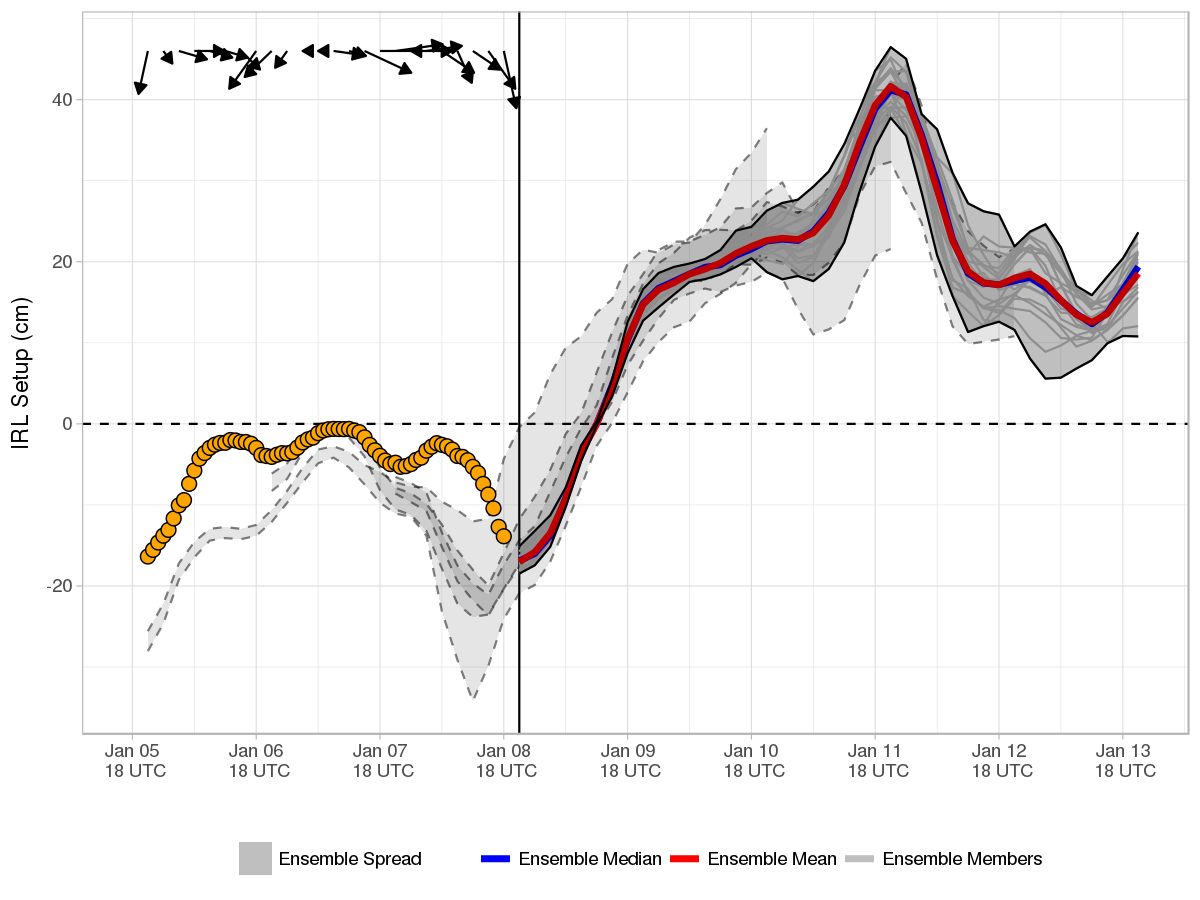 IRL Setup (cm)
40
20
0
-20
Jan 05 Jan 06 Jan 07 Jan 08 Jan 09 Jan 10 Jan 11 Jan 12 Jan 13
18 UTC 18 UTC 18 UTC 18 UTC 18 UTC 18 UTC 18 UTC 18 UTC 18 UTC
Ensemble Spread Ensemble Median Ensemble Mean Ensemble Members